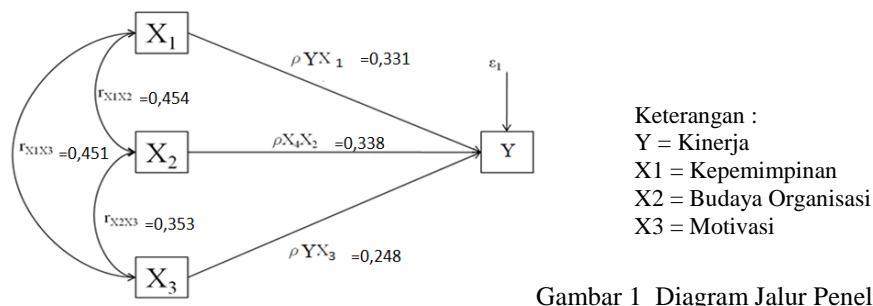 X1
ρYX1 =0,331
ε1
rX1X2 =0,454
Keterangan :
Y = Kinerja
X1 = Kepemimpinan
X2 = Budaya Organisasi
X3 = Motivasi
rX1X3 =0,451
X2
ρX4X2 =0,338
Y
rX2X3 =0,353
ρYX3 =0,248
X3
Gambar 1 Diagram Jalur Penel